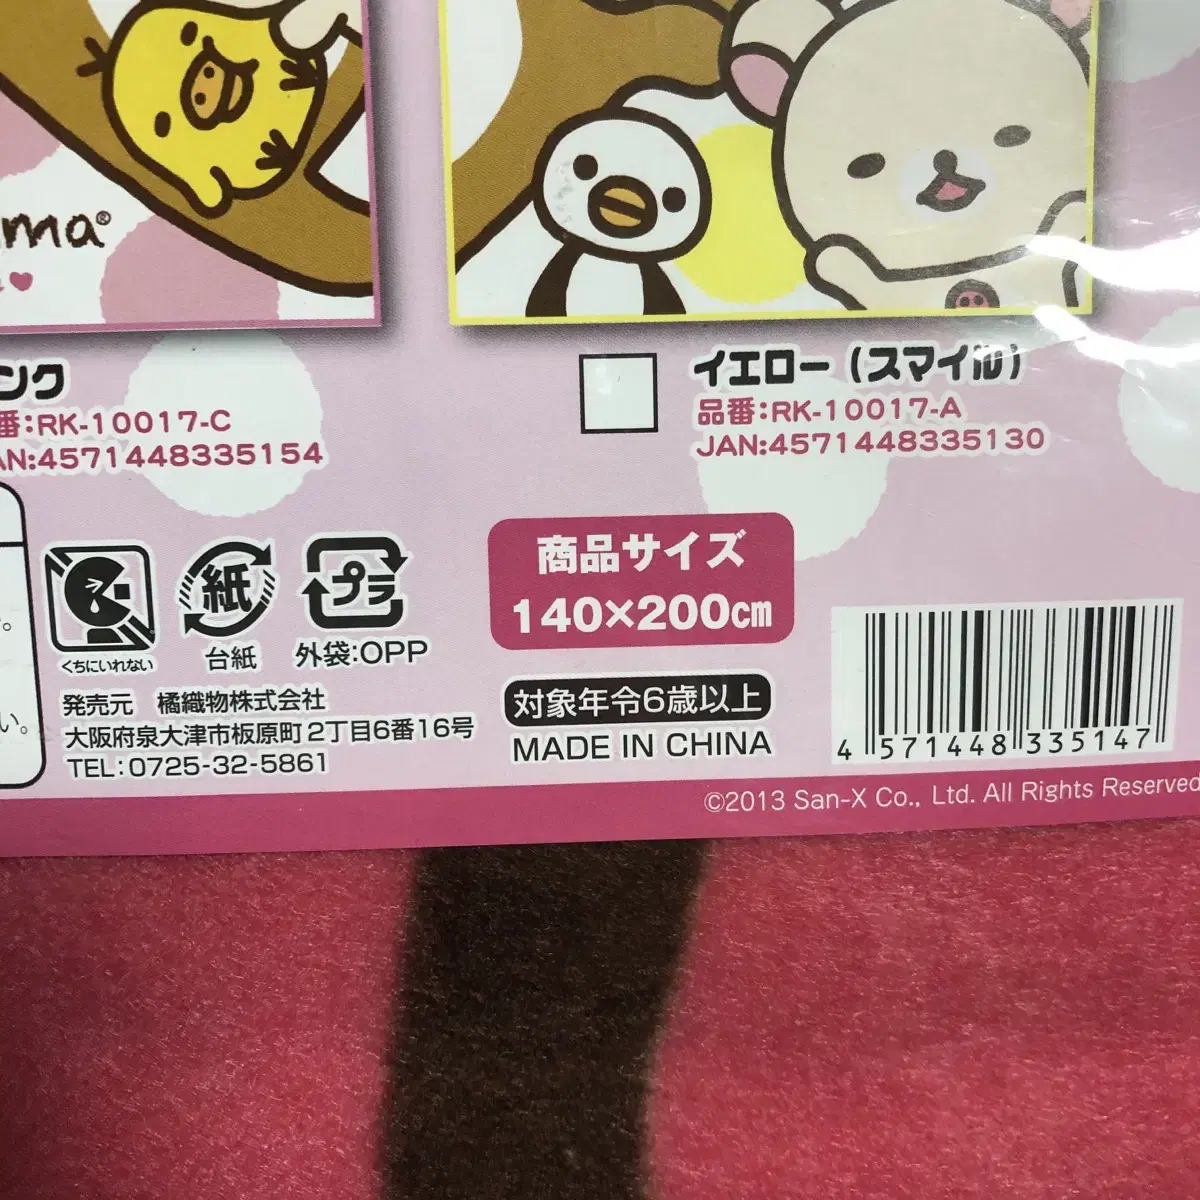 ma®
ンク
番:RK-10017-C
AN:4571448335154
イエロー(スマイル)
品番:RK-10017-A
JAN:4571448335130
。
い。
くちにいれない
紙
台紙
プラ
外袋:OPP
発売元 橘織物株式会社
大阪府泉大津市板原町2丁目6番16号
TEL:0725-32-5861
商品サイズ
140×200cm
対象年令6歳以上
MADE IN CHINA
4 571448 335147
©2013 San-X Co., Ltd. All Rights Reserved